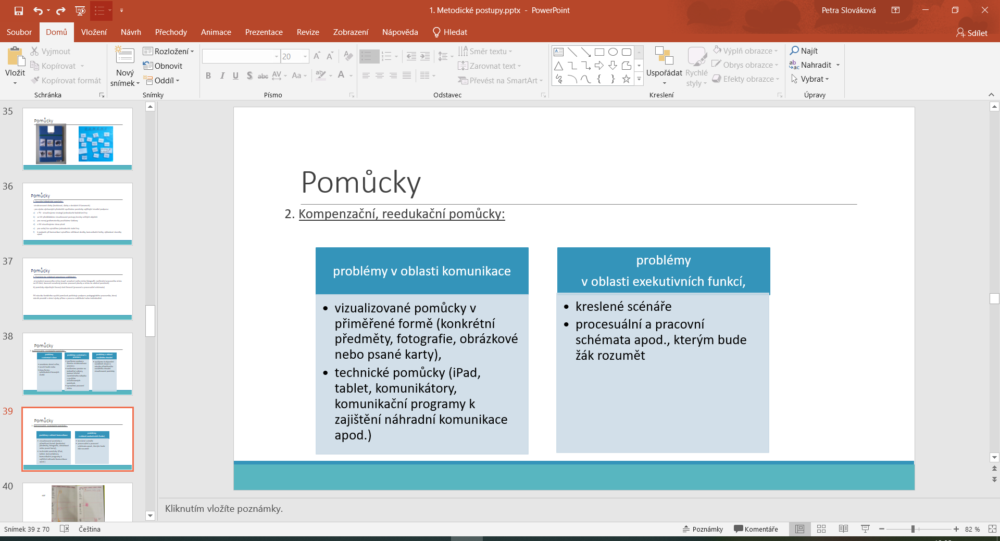 1. Metodické postupy.pptx - PowerPoint
Petra Slováková
Soubor
Domů
Vložení
Návrh
Přechody
Animace
Prezentace
Revize
Zobrazení
Nápověda
Hledat
Sdílet
Vložit
Vyjmout
Kopírovat
Kopírovat formát
Schránka
Nový
snímek
Rozložení
Obnovit
Oddíl
Snímky
20
Písmo
Směr textu
Zarovnat text
Převést na SmartArt
Odstavec
Uspořádat
Rychlé
styly
Výplň obrazce
Obrys obrazce
Efekty obrazce
Kreslení
Najít
Nahradit
Vybrat
Úpravy
35
Pomůcky
36
Pomůcky
37
Pomůcky
38
Pomůcky
39
Pomůcky
40
Pomůcky
2. Kompenzační, reedukační pomůcky:
problémy v oblasti komunikace
• vizualizované pomůcky v
přiměřené formě (konkrétní
předměty, fotografie, obrázkové
nebo psané karty),
• technické pomůcky (iPad,
tablet, komunikátory,
komunikační programy k
zajištění náhradní komunikace
apod.)
problémy
v oblasti exekutivních funkcí,
• kreslené scénáře
• procesuální a pracovní
schémata apod., kterým bude
žák rozumět
Kliknutím vložíte poznámky.
Snímek 39 z 70
Čeština
Poznámky
Komentáře
82 %